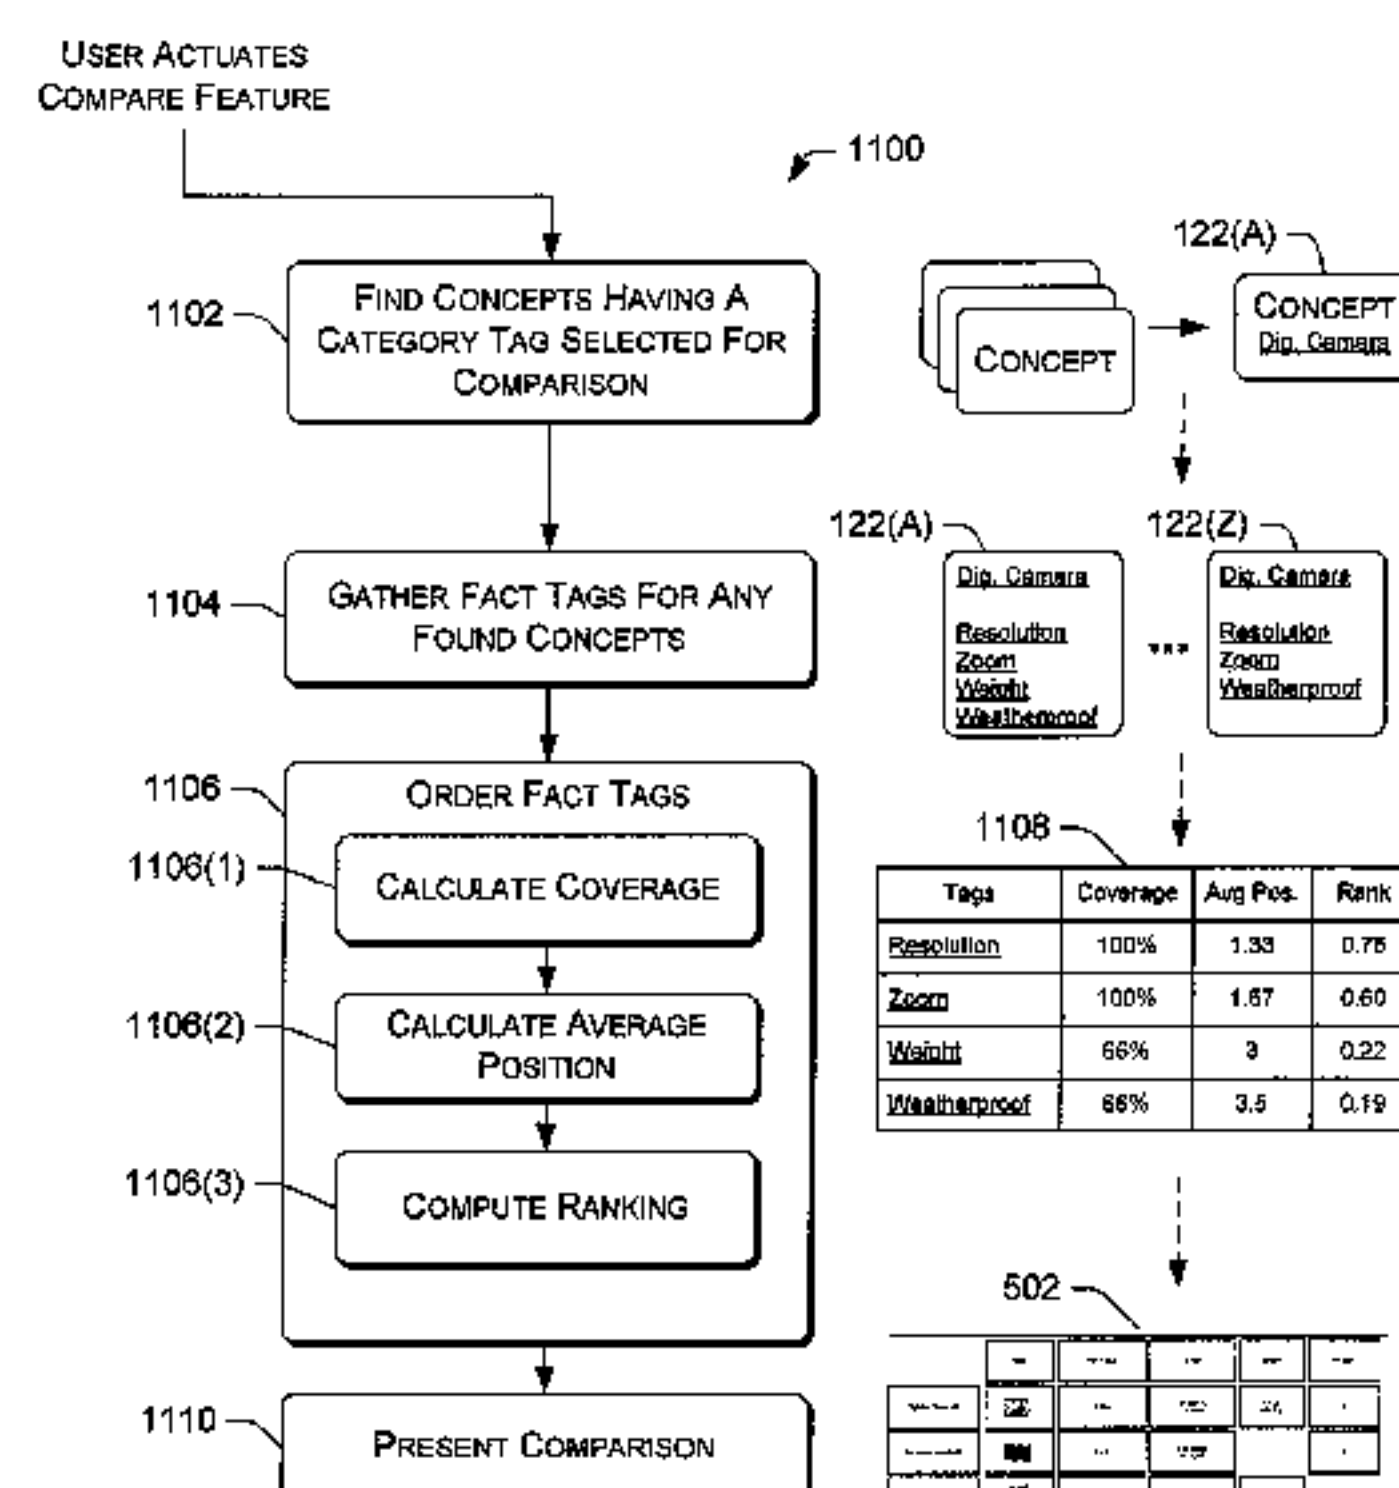 USER ACTUATES
COMPARE FEATURE
1100
122(A)
1102
FIND CONCEPTS HAVING A
CATEGORY TAG SELECTED FOR
COMPARISON
CONCEPT
CONCEPT
Dig. Camera
122(A)
122(Z)
1104
GATHER FACT TAGS FOR ANY
FOUND CONCEPTS
Dig. Camera
Resolution
Zoom
Weight
Weatherproof
...
Dig. Camera
Resolution
Zoom
Weatherproof
1106
ORDER FACT TAGS
1106(1)
CALCULATE COVERAGE
1106(2)
CALCULATE AVERAGE
POSITION
1106(3)
COMPUTE RANKING
1108
Tags Coverage Avg Pos. Rank
Resolution 100% 1.33 0.75
Zoom 100% 1.67 0.60
Weight 66% 3 0.22
Weatherproof 66% 3.5 0.19
502
1110
PRESENT COMPARISON